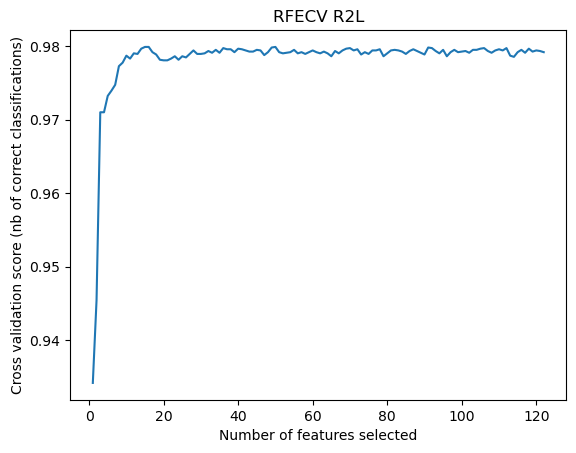 RFECV R2L
Cross validation score (nb of correct classifications)
0.98
0.97
0.96
0.95
0.94
0 20 40 60 80 100 120
Number of features selected